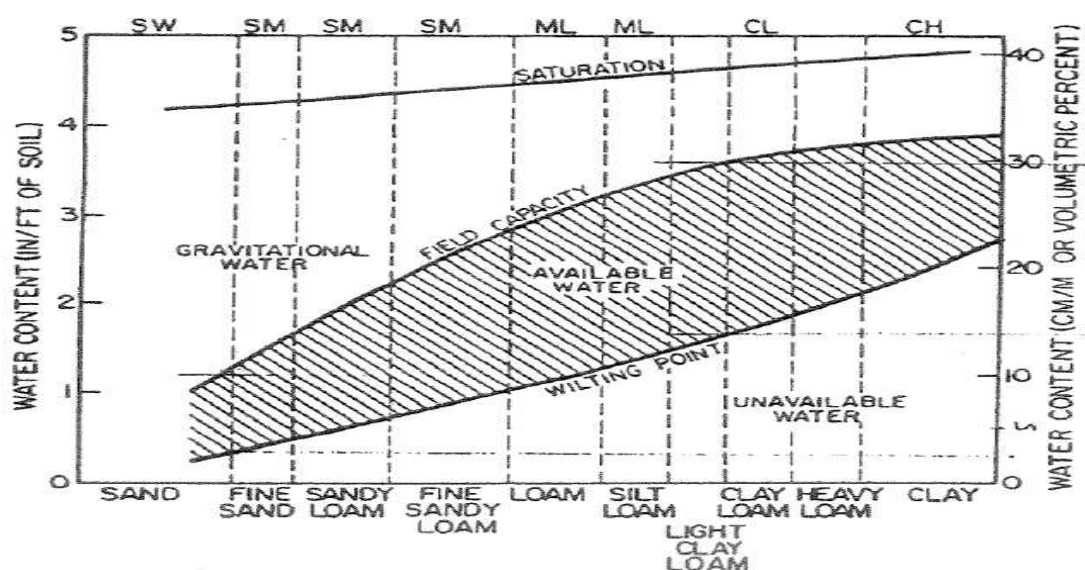 SW SM SM SM ML ML CL CH
5
4
3
2
1
0
WATER CONTENT (IN/FT OF SOIL)
40
30
20
10
5
0
WATER CONTENT (CM/M OR VOLUMETRIC PERCENT)
SATURATION
FIELD CAPACITY
GRAVITATIONAL
WATER
AVAILABLE
WATER
WILTING POINT
UNAVAILABLE
WATER
SAND
FINE
SAND
SANDY
LOAM
FINE
SANDY
LOAM
LOAM
SILT
LOAM
LIGHT
CLAY
LOAM
CLAY
LOAM
HEAVY
LOAM
CLAY